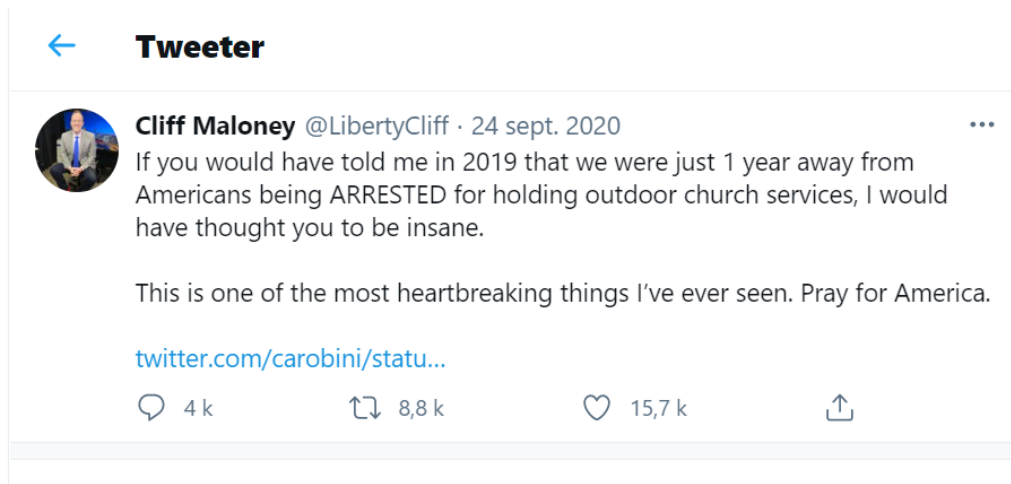 Tweeter
Cliff Maloney @LibertyCliff · 24 sept. 2020
If you would have told me in 2019 that we were just 1 year away from
Americans being ARRESTED for holding outdoor church services, I would
have thought you to be insane.
This is one of the most heartbreaking things I've ever seen. Pray for America.
twitter.com/carobini/statu...
4 k 8,8 k 15,7 k